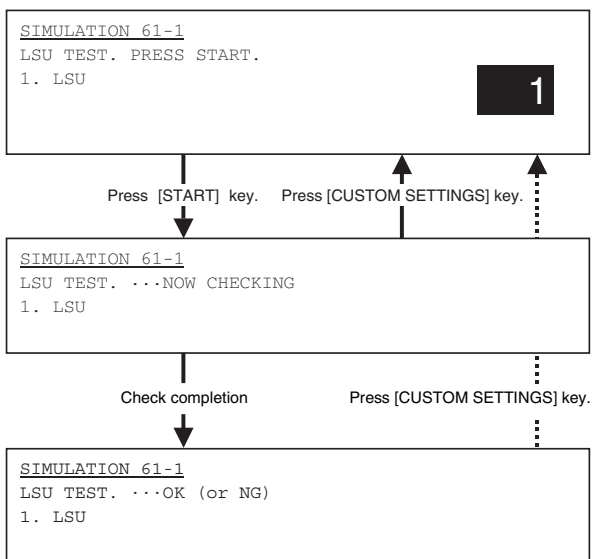 SIMULATION 61-1
LSU TEST. PRESS START.
1. LSU
1
Press [START] key.
Press [CUSTOM SETTINGS] key.
SIMULATION 61-1
LSU TEST. ···NOW CHECKING
1. LSU
Check completion
Press [CUSTOM SETTINGS] key.
SIMULATION 61-1
LSU TEST. ···OK (or NG)
1. LSU